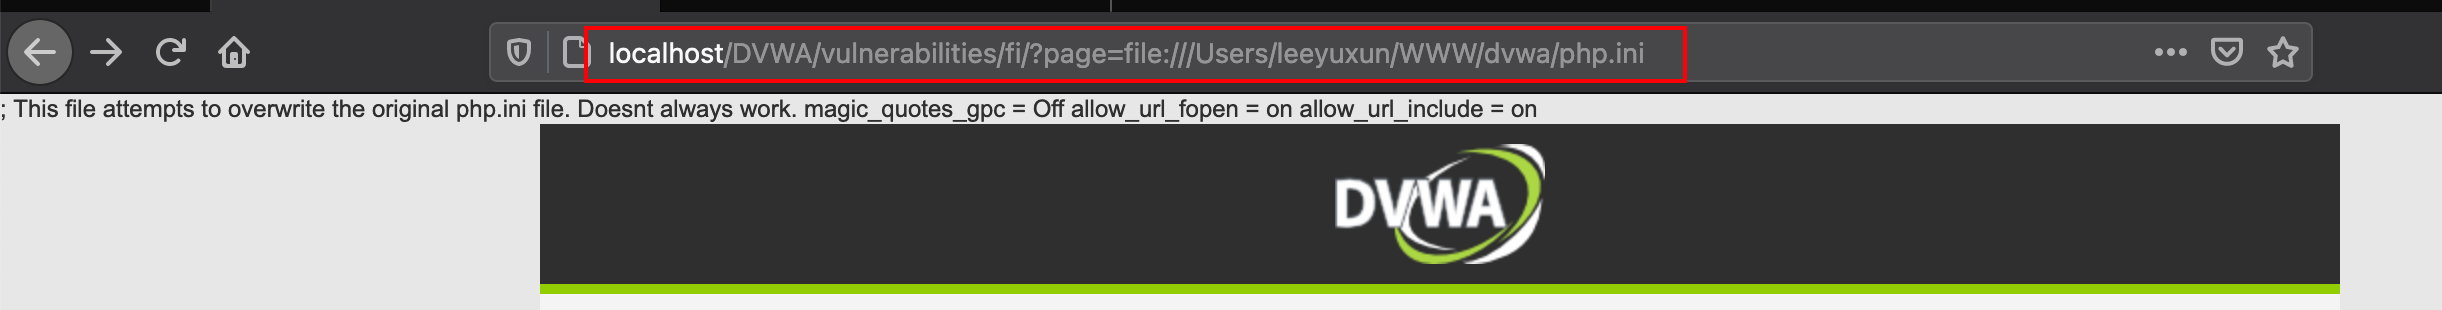 localhost/DVWA/vulnerabilities/fi/?page=file:///Users/leeyuxun/WWW/dvwa/php.ini
; This file attempts to overwrite the original php.ini file. Doesnt always work. magic_quotes_gpc = Off allow_url_fopen = on allow_url_include = on
DVWA